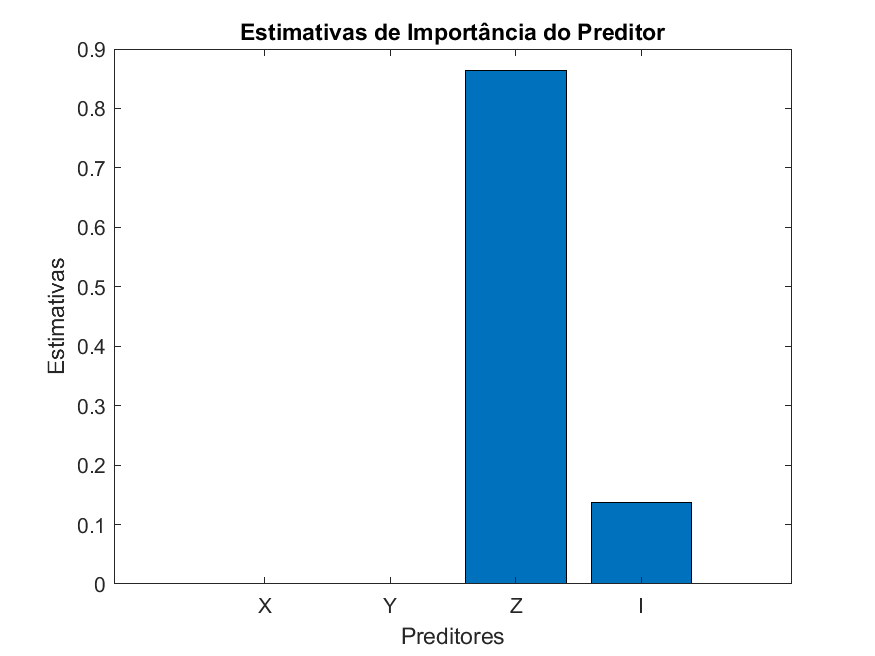 Estimativas de Importância do Preditor
0.9
0.8
0.7
0.6
0.5
0.4
0.3
0.2
0.1
0
Estimativas
X Y Z I
Preditores